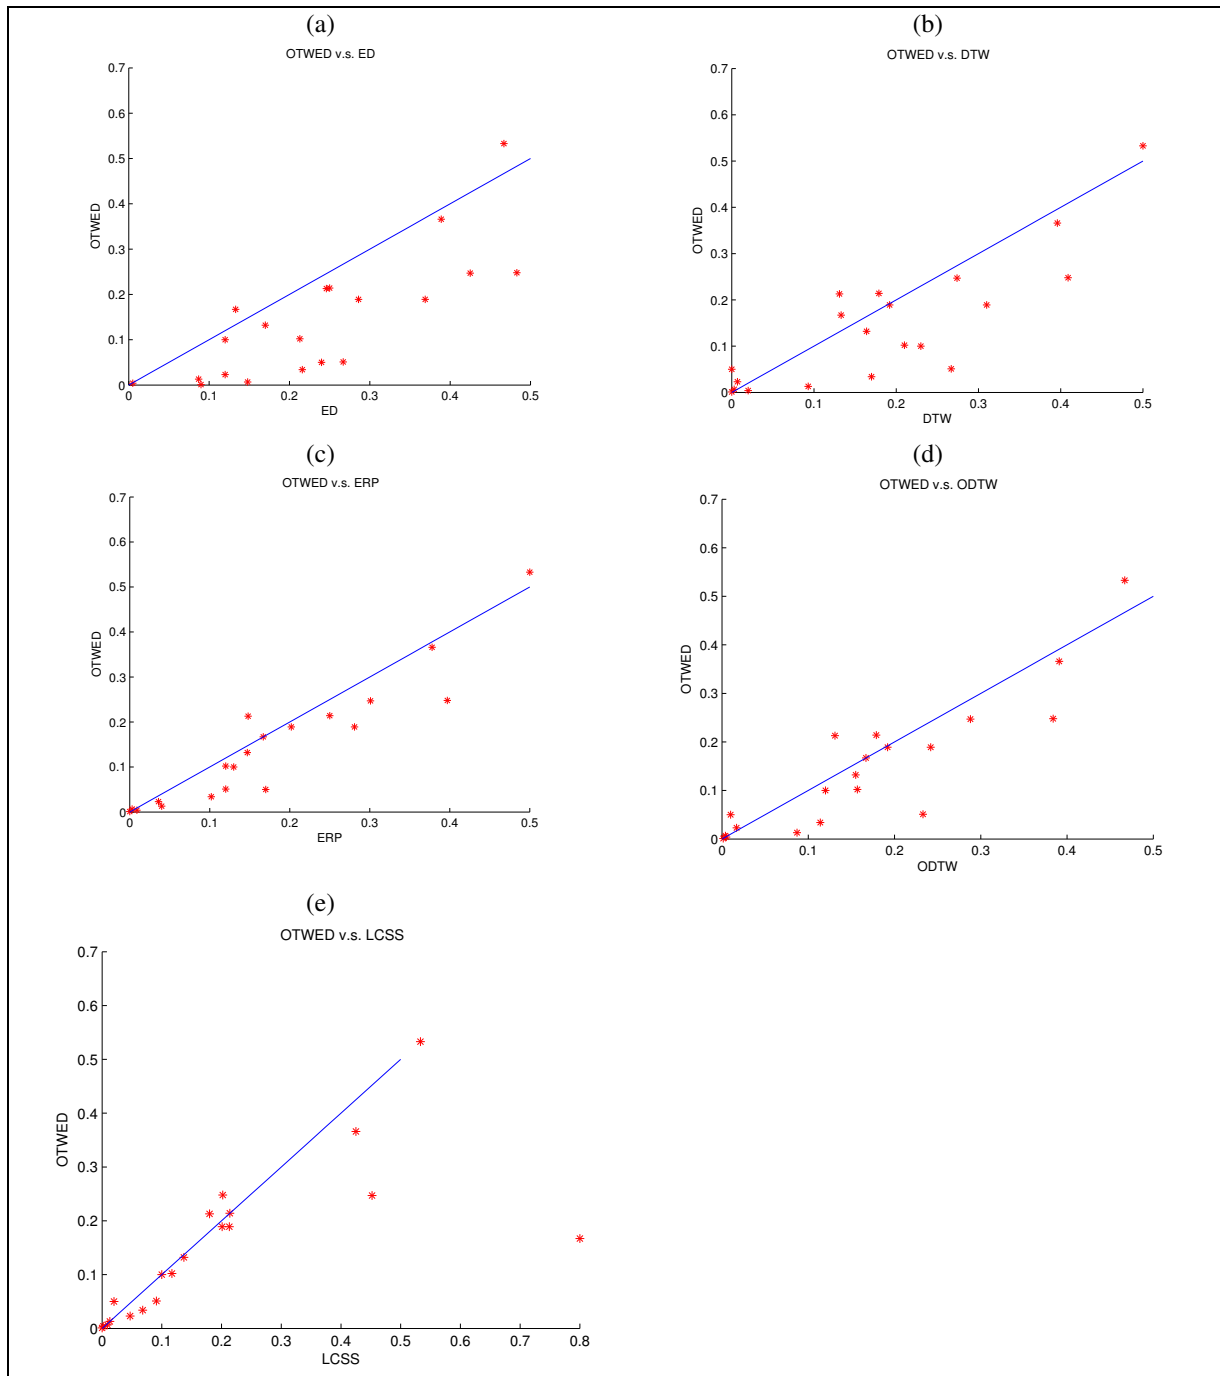 (a)
OTWED v.s. ED
0.7
0.6
0.5
0.4
0.3
0.2
0.1
0
OTWED
0.1 0.2 0.3 0.4 0.5
ED
(b)
OTWED v.s. DTW
0.7
0.6
0.5
0.4
0.3
0.2
0.1
0
OTWED
0 0.1 0.2 0.3 0.4 0.5
DTW
(c)
OTWED v.s. ERP
0.7
0.6
0.5
0.4
0.3
0.2
0.1
0
OTWED
0 0.1 0.2 0.3 0.4 0.5
ERP
(d)
OTWED v.s. ODTW
0.7
0.6
0.5
0.4
0.3
0.2
0.1
0
OTWED
0 0.1 0.2 0.3 0.4 0.5
ODTW
(e)
OTWED v.s. LCSS
0.7
0.6
0.5
0.4
0.3
0.2
0.1
0
OTWED
0 0.1 0.2 0.3 0.4 0.5 0.6 0.7 0.8
LCSS